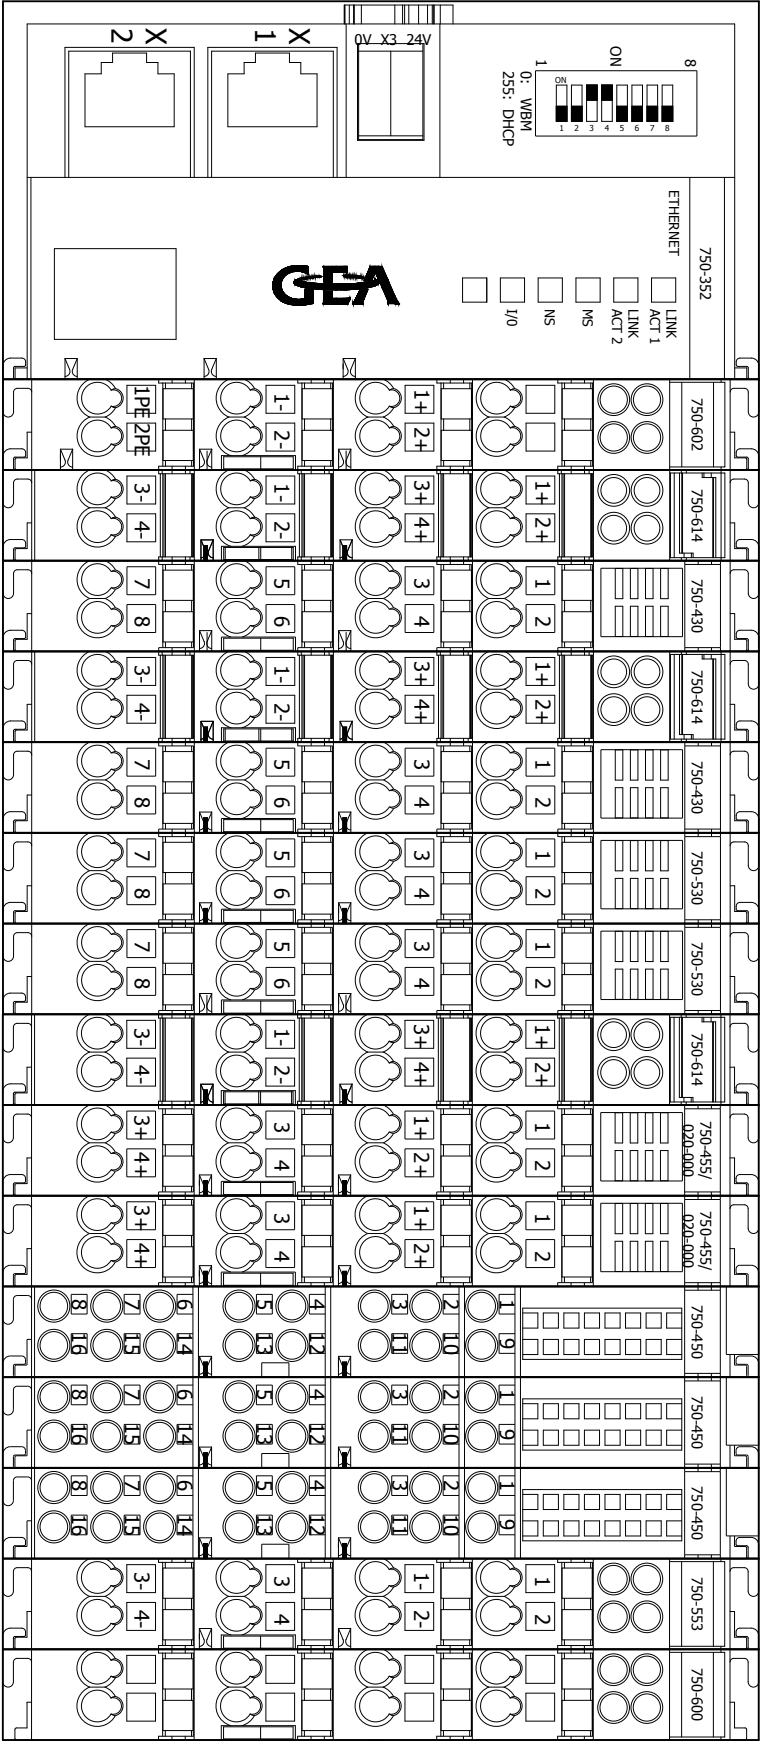 X 2
X 1
0V X3 24V
0: WBM
255: DHCP
1 ON 8
ON
1 2 3 4 5 6 7 8
ETHERNET
GEA
I/0
NS
MS
LINK
ACT 2
LINK
ACT 1
750-352
1PE 1- 1+
2PE 2- 2+
750-602
3- 1- 3+ 1+
4- 2- 4+ 2+
750-614
7 5 3 1
8 6 4 2
750-430
3- 1- 3+ 1+
4- 2- 4+ 2+
750-614
7 5 3 1
8 6 4 2
750-430
7 5 3 1
8 6 4 2
750-530
7 5 3 1
8 6 4 2
750-530
3- 1- 3+ 1+
4- 2- 4+ 2+
750-614
3+ 3 1+ 1
4+ 4 2+ 2
750-455/
020-000
3+ 3 1+ 1
4+ 4 2+ 2
750-455/
020-000
8 7 6 5 4 3 2 1
16 15 14 13 12 11 10 9
750-450
8 7 6 5 4 3 2 1
16 15 14 13 12 11 10 9
750-450
8 7 6 5 4 3 2 1
16 15 14 13 12 11 10 9
750-450
3- 3 1- 1
4- 4 2- 2
750-553
750-600